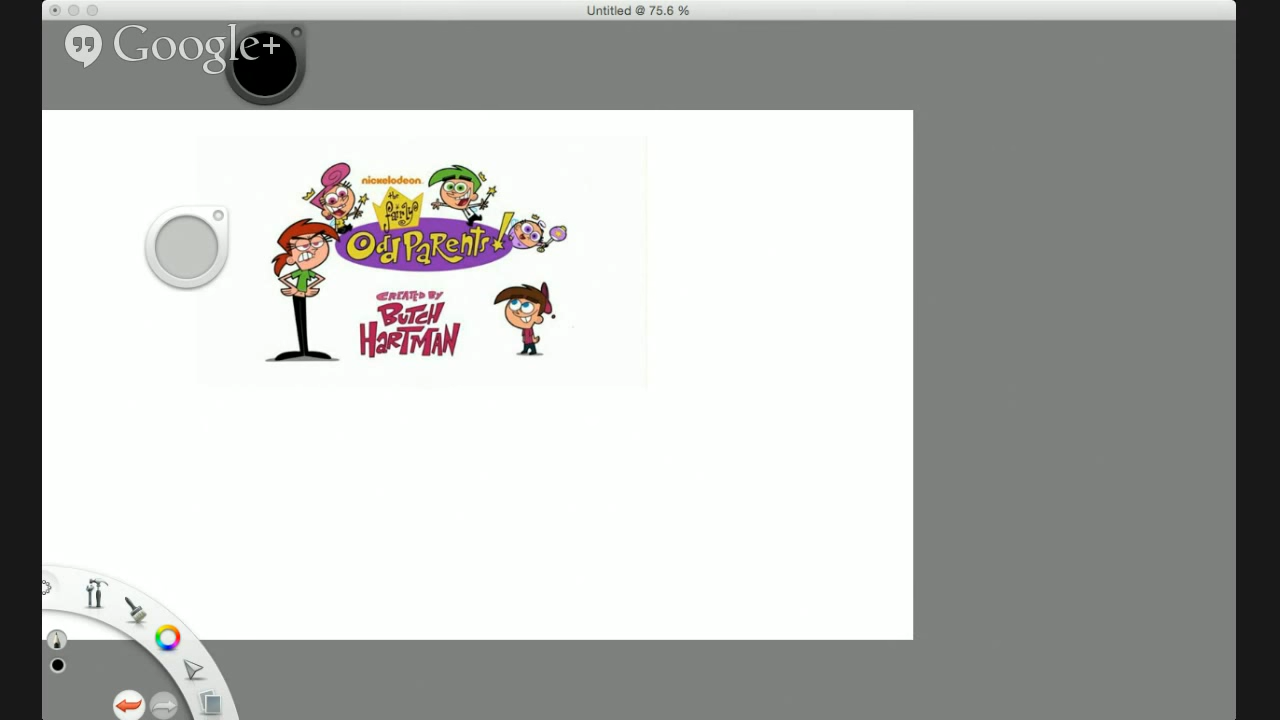 Untitled @ 75.6 %
Google+
nickelodeon
the
fairly
OddParents!
CREATED BY
BUTCH
HARTMAN